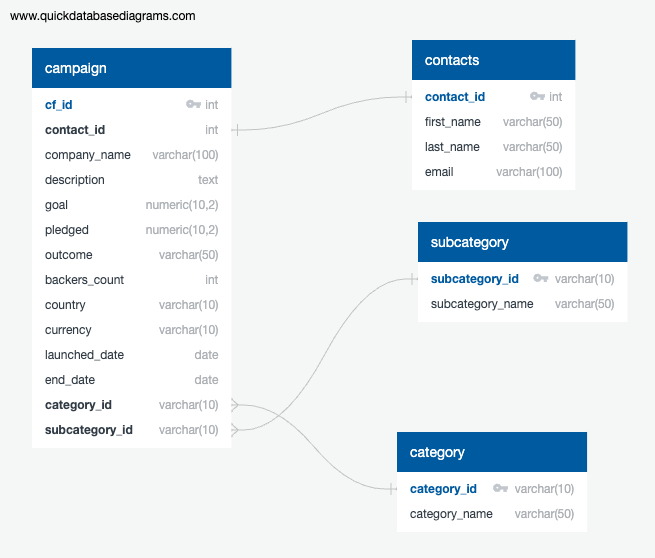 www.quickdatabasediagrams.com
campaign
cf_id int
contact_id int
company_name varchar(100)
description text
goal numeric(10,2)
pledged numeric(10,2)
outcome varchar(50)
backers_count int
country varchar(10)
currency varchar(10)
launched_date date
end_date date
category_id varchar(10)
subcategory_id varchar(10)
contacts
contact_id int
first_name varchar(50)
last_name varchar(50)
email varchar(100)
subcategory
subcategory_id varchar(10)
subcategory_name varchar(50)
category
category_id varchar(10)
category_name varchar(50)